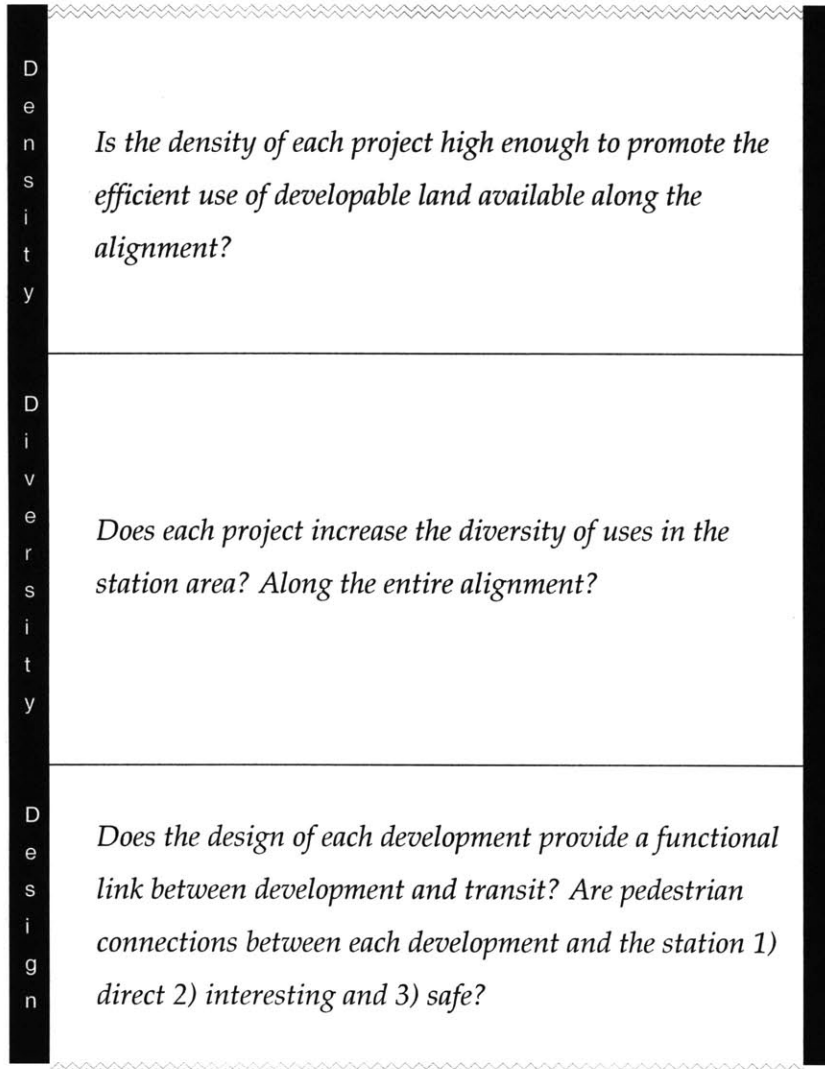 Density
Is the density of each project high enough to promote the
efficient use of developable land available along the
alignment?
Diversity
Does each project increase the diversity of uses in the
station area? Along the entire alignment?
Design
Does the design of each development provide a functional
link between development and transit? Are pedestrian
connections between each development and the station 1)
direct 2) interesting and 3) safe?